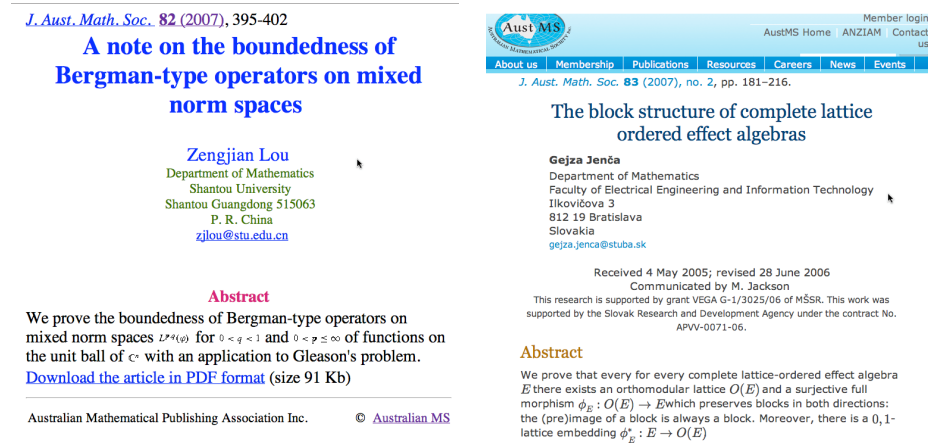 J. Aust. Math. Soc. 82 (2007), 395-402
A note on the boundedness of
Bergman-type operators on mixed
norm spaces
Zengjian Lou
Department of Mathematics
Shantou University
Shantou Guangdong 515063
P. R. China
zjlou@stu.edu.cn
Abstract
We prove the boundedness of Bergman-type operators on
mixed norm spaces L^{p,q}(φ) for 0 < q < 1 and 0 < p ≤ ∞ of functions on
the unit ball of ℂⁿ with an application to Gleason's problem.
Download the article in PDF format (size 91 Kb)
Australian Mathematical Publishing Association Inc. © Australian MS
Aust MS
AUSTRALIAN MATHEMATICAL SOCIETY INC.
Member login
AustMS Home | ANZIAM | Contact
us
About us | Membership | Publications | Resources | Careers | News | Events
J. Aust. Math. Soc. 83 (2007), no. 2, pp. 181–216.
The block structure of complete lattice
ordered effect algebras
Gejza Jenča
Department of Mathematics
Faculty of Electrical Engineering and Information Technology
Ilkovičova 3
812 19 Bratislava
Slovakia
gejza.jenca@stuba.sk
Received 4 May 2005; revised 28 June 2006
Communicated by M. Jackson
This research is supported by grant VEGA G-1/3025/06 of MŠSR. This work was
supported by the Slovak Research and Development Agency under the contract No.
APVV-0071-06.
Abstract
We prove that every for every complete lattice-ordered effect algebra
E there exists an orthomodular lattice O(E) and a surjective full
morphism ϕ_E : O(E) → E which preserves blocks in both directions:
the (pre)image of a block is always a block. Moreover, there is a 0, 1-
lattice embedding ϕ*_E : E → O(E)